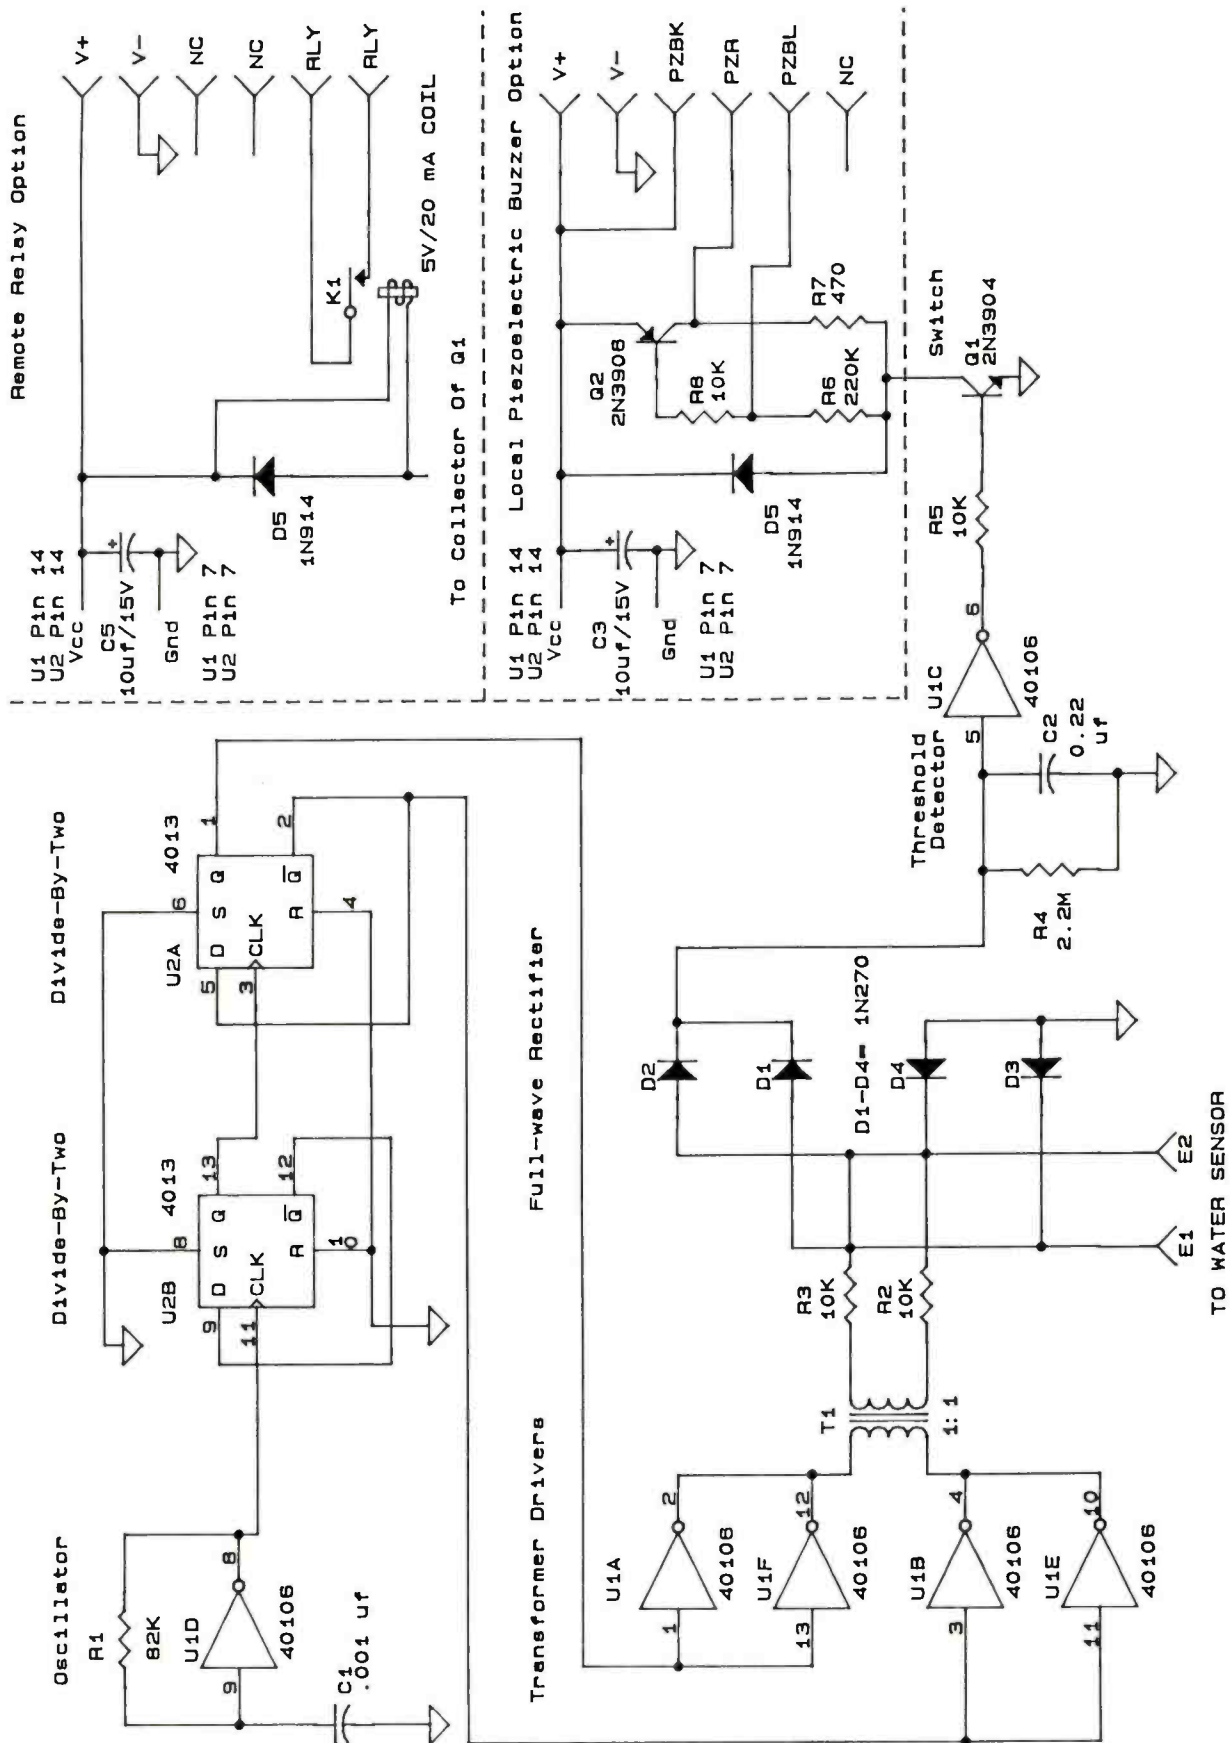 Remote Relay Option
U1 Pin 14
U2 Pin 14
Vcc
C5
10uf/15V
+
Gnd
U1 Pin 7
U2 Pin 7
D5
1N914
K1
5V/20 mA COIL
To Collector Of Q1
V+
V-
NC
NC
RLY
RLY
Local Piezoelectric Buzzer Option
U1 Pin 14
U2 Pin 14
Vcc
C3
10uf/15V
+
Gnd
U1 Pin 7
U2 Pin 7
D5
1N914
Q2
2N3906
R8
10K
R6
220K
R7
470
V+
V-
PZBK
PZR
PZBL
NC
Switch
Q1
2N3904
R5
10K
Oscillator
R1
82K
U1D
9
8
40106
C1
.001 uf
Divide-By-Two
U2B
4013
9
D
8
S
Q
13
11
CLK
Q
12
R
10
Divide-By-Two
U2A
4013
5
D
6
S
Q
1
3
CLK
Q
2
R
4
Transformer Drivers
U1A
1
2
40106
U1F
13
12
40106
U1B
3
4
40106
U1E
11
10
40106
T1
1:1
Full-wave Rectifier
R3
10K
R2
10K
D2
D1
D1-D4= 1N270
D4
D3
E1
E2
TO WATER SENSOR
Threshold
Detector
R4
2.2M
C2
0.22
uf
U1C
5
6
40106